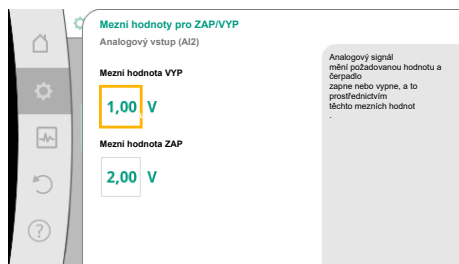 Mezní hodnoty pro ZAP/VYP
Analogový vstup (AI2)
Mezní hodnota VYP
1,00 V
Mezní hodnota ZAP
2,00 V
Analogový signál
mění požadovanou hodnotu a
čerpadlo
zapne nebo vypne, a to
prostřednictvím
těchto mezních hodnot
.
?